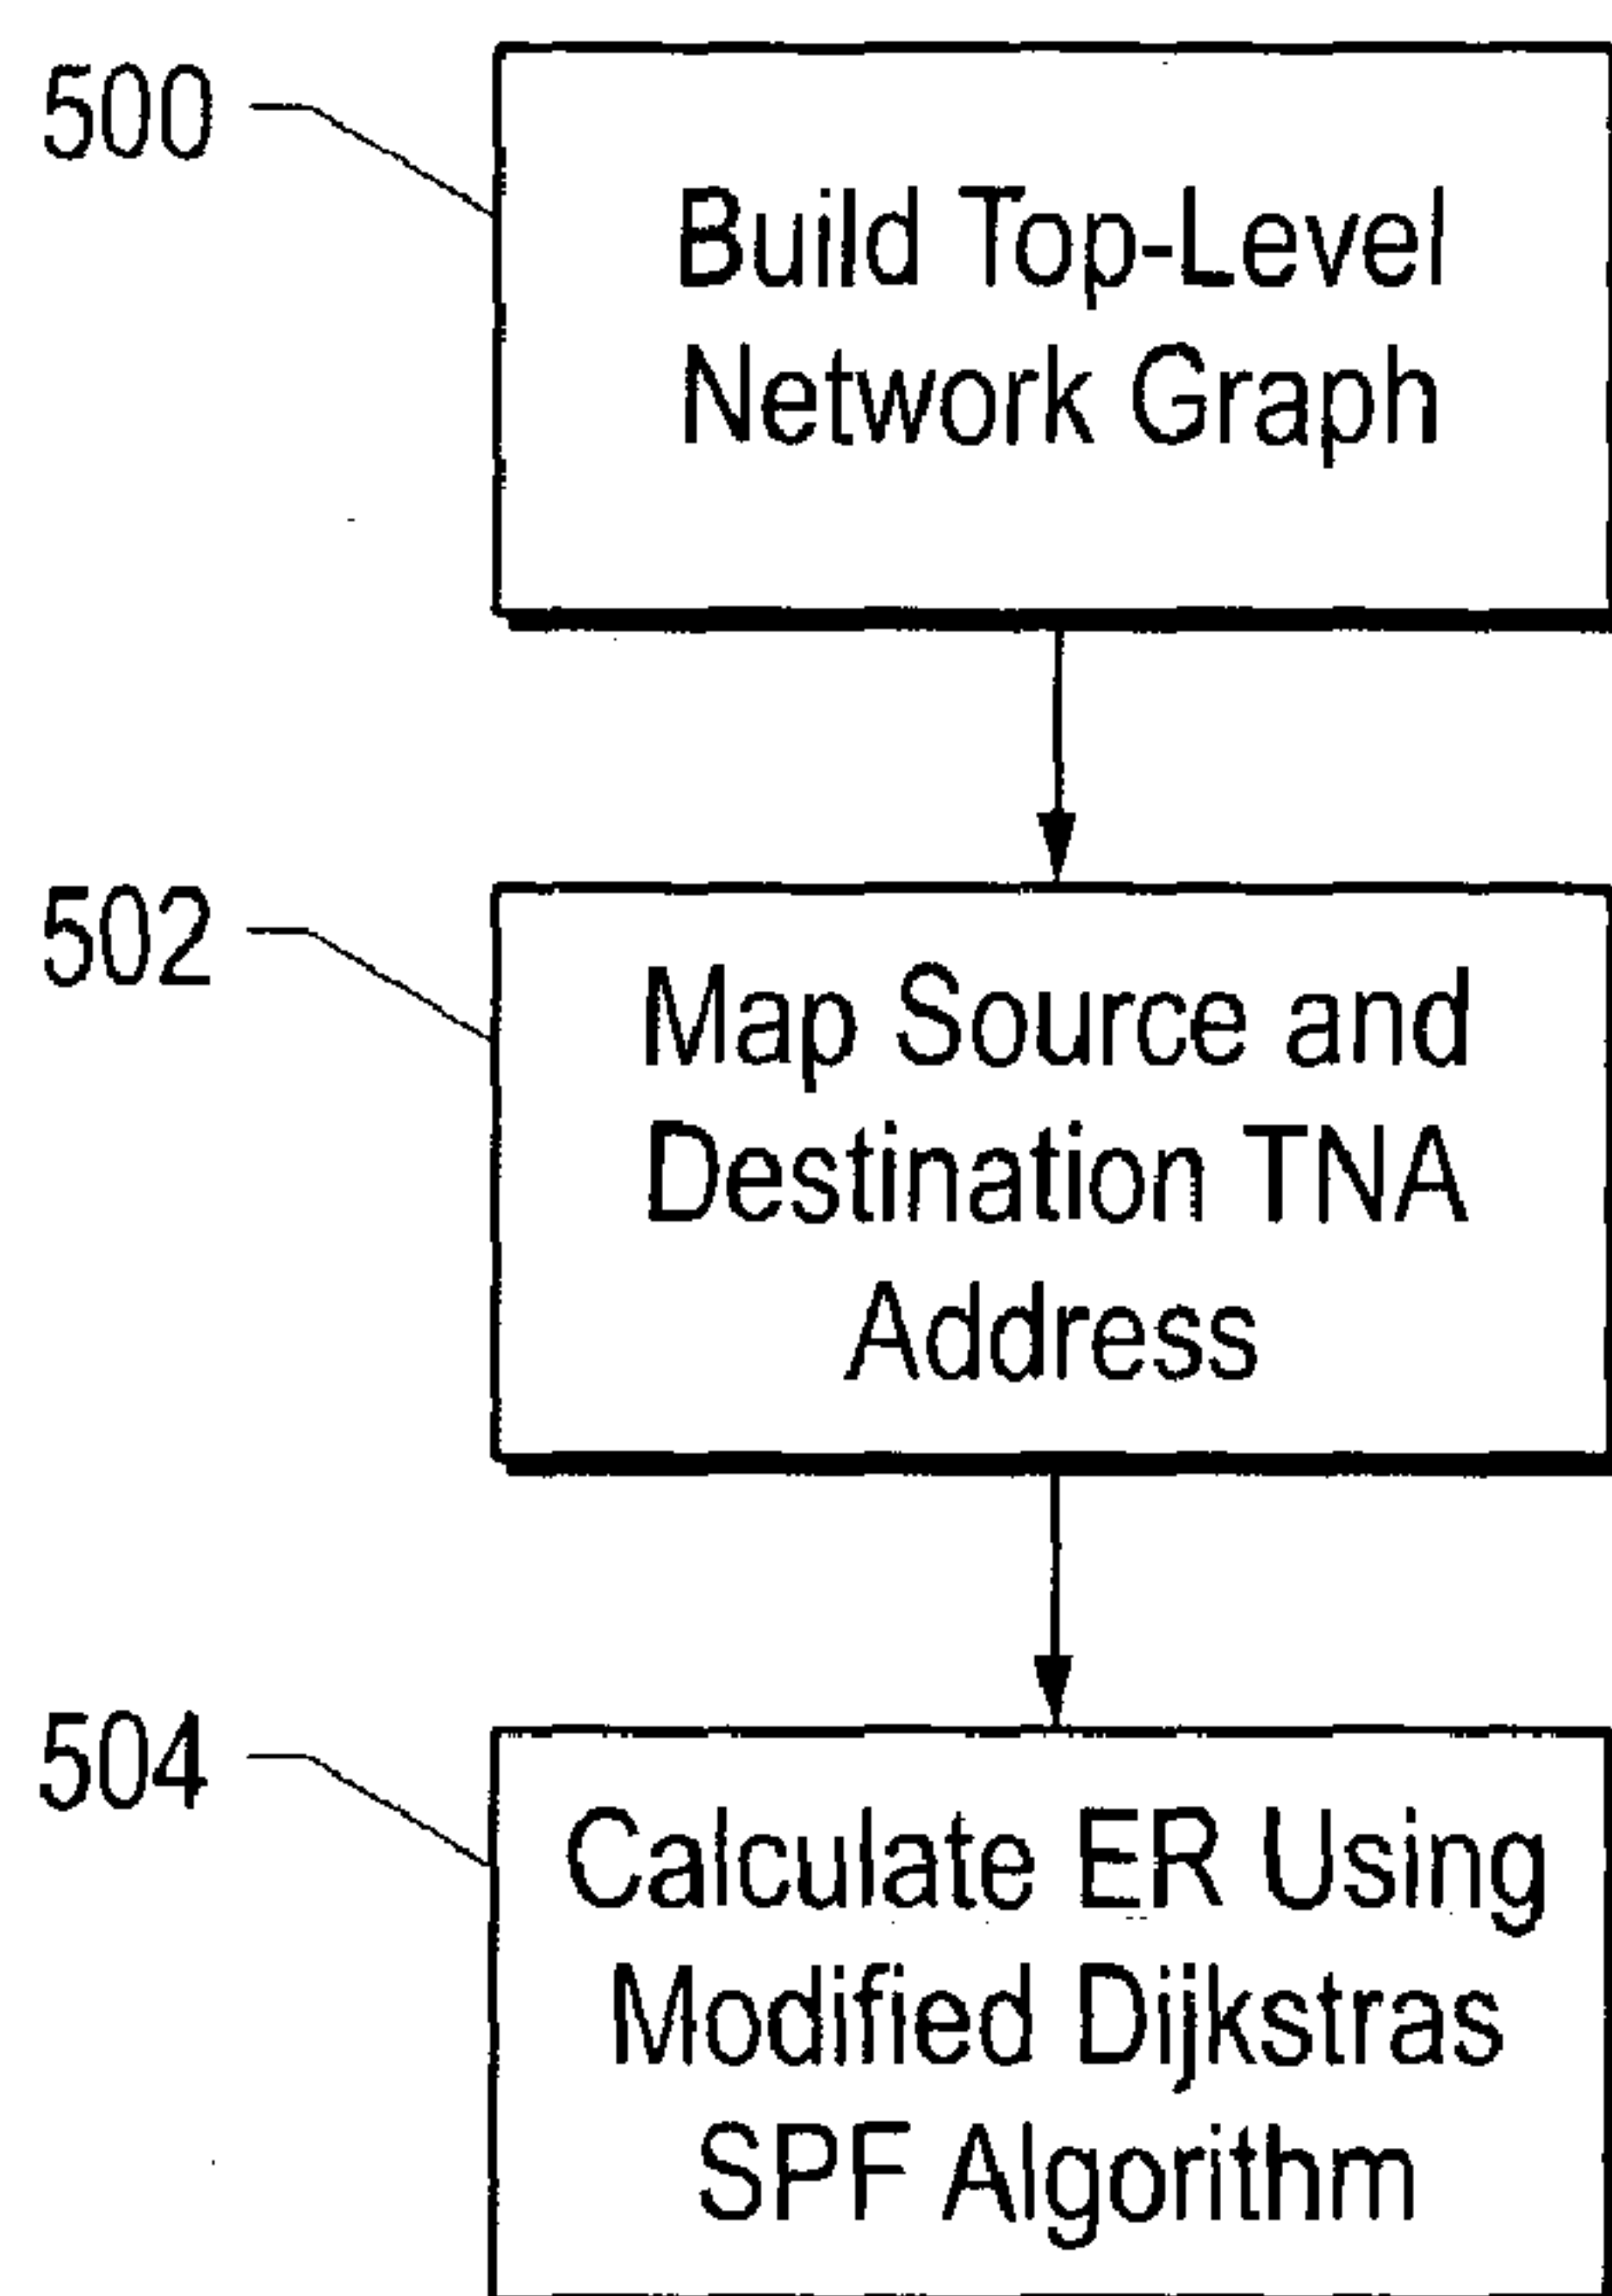 500
Build Top-Level
Network Graph
502
Map Source and
Destination TNA
Address
504
Calculate ER Using
Modified Dijkstras
SPF Algorithm